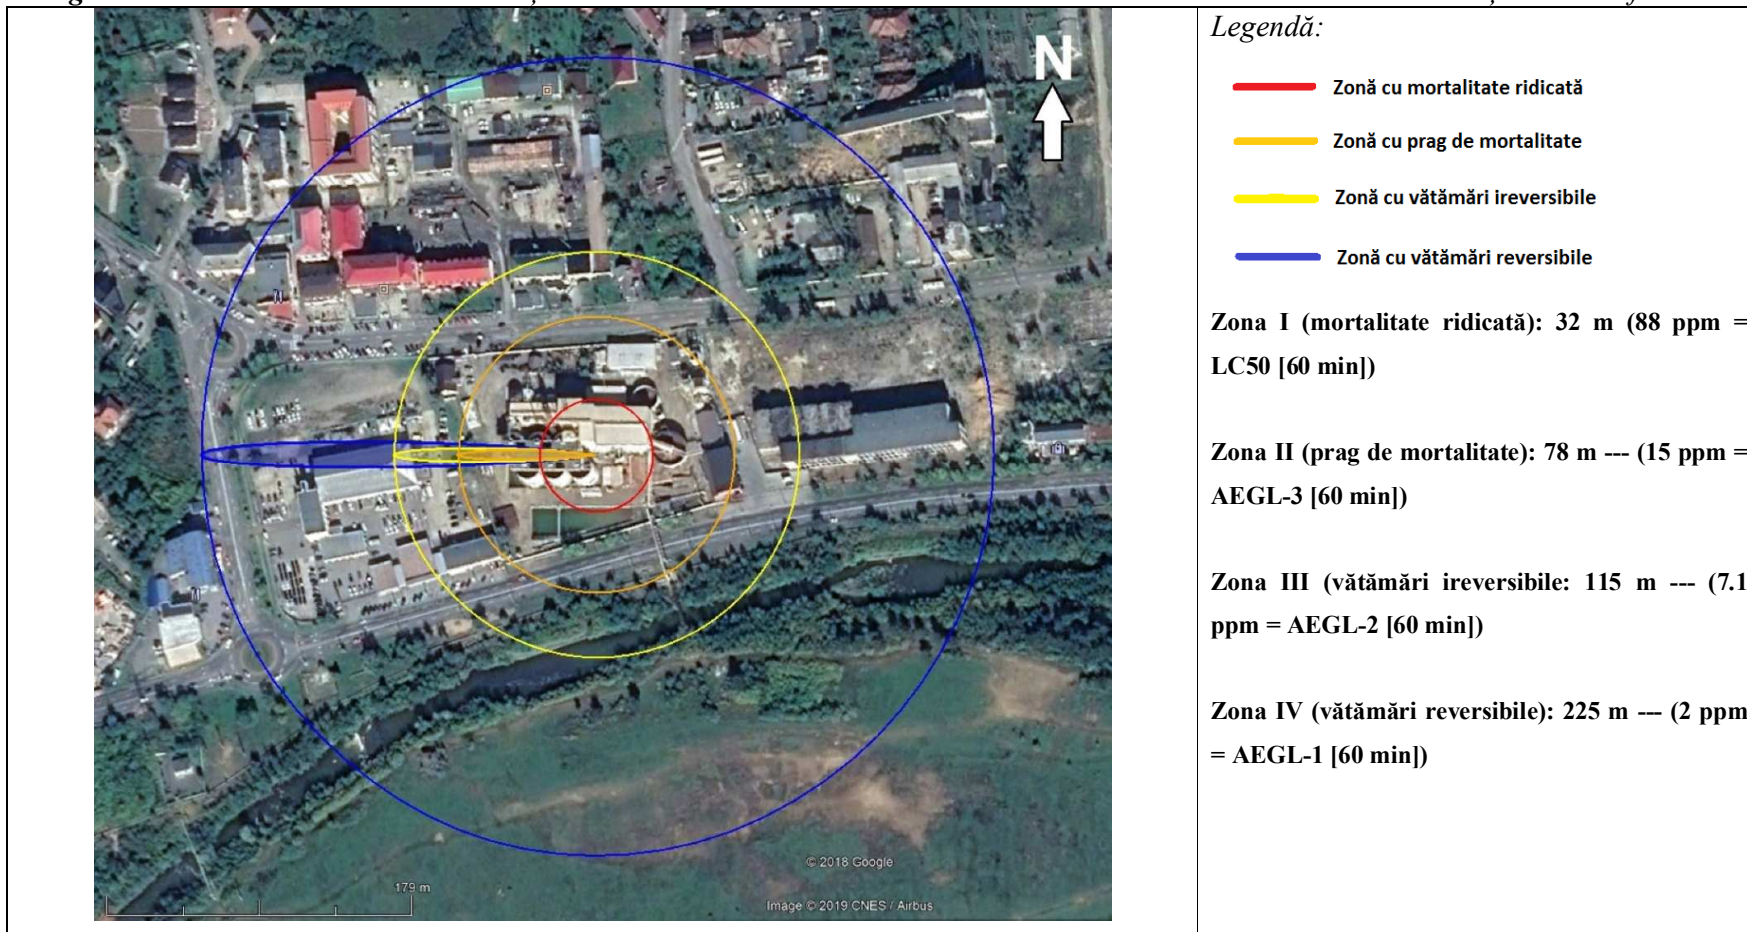 Legendă:
N
Zonă cu mortalitate ridicată
Zonă cu prag de mortalitate
Zonă cu vătămări ireversibile
Zonă cu vătămări reversibile
Zona I (mortalitate ridicată): 32 m (88 ppm =
LC50 [60 min])
Zona II (prag de mortalitate): 78 m --- (15 ppm =
AEGL-3 [60 min])
Zona III (vătămări ireversibile: 115 m --- (7.1
ppm = AEGL-2 [60 min])
Zona IV (vătămări reversibile): 225 m --- (2 ppm
= AEGL-1 [60 min])
© 2018 Google
179 m
Image © 2019 CNES / Airbus